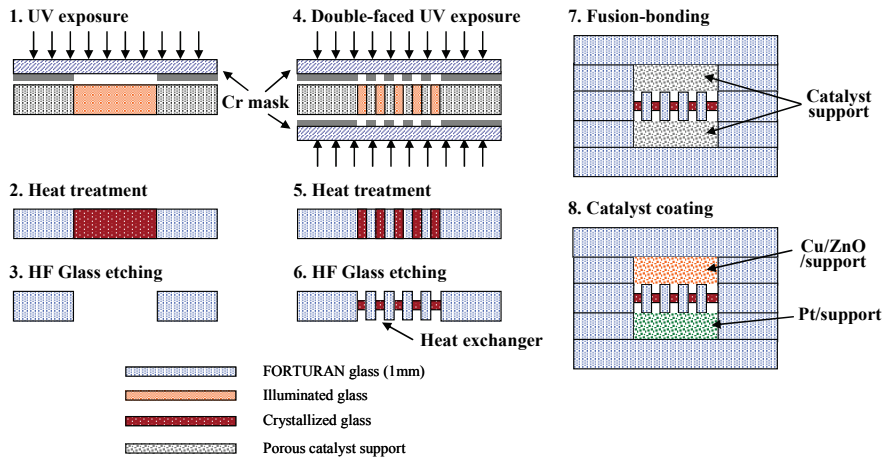 1. UV exposure
Cr mask
2. Heat treatment
3. HF Glass etching
4. Double-faced UV exposure
5. Heat treatment
6. HF Glass etching
Heat exchanger
7. Fusion-bonding
Catalyst
support
8. Catalyst coating
Cu/ZnO
/support
Pt/support
FORTURAN glass (1mm)
Illuminated glass
Crystallized glass
Porous catalyst support